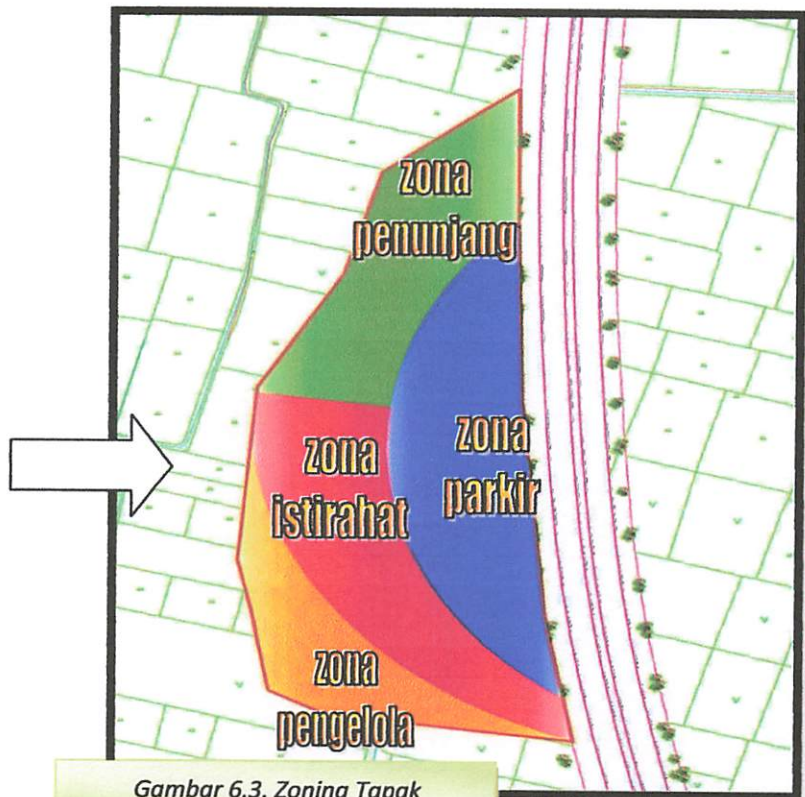 zona
penunjang
zona
parkir
zona
istirahat
zona
pengelola
Gambar 6.3. Zoning Tapak